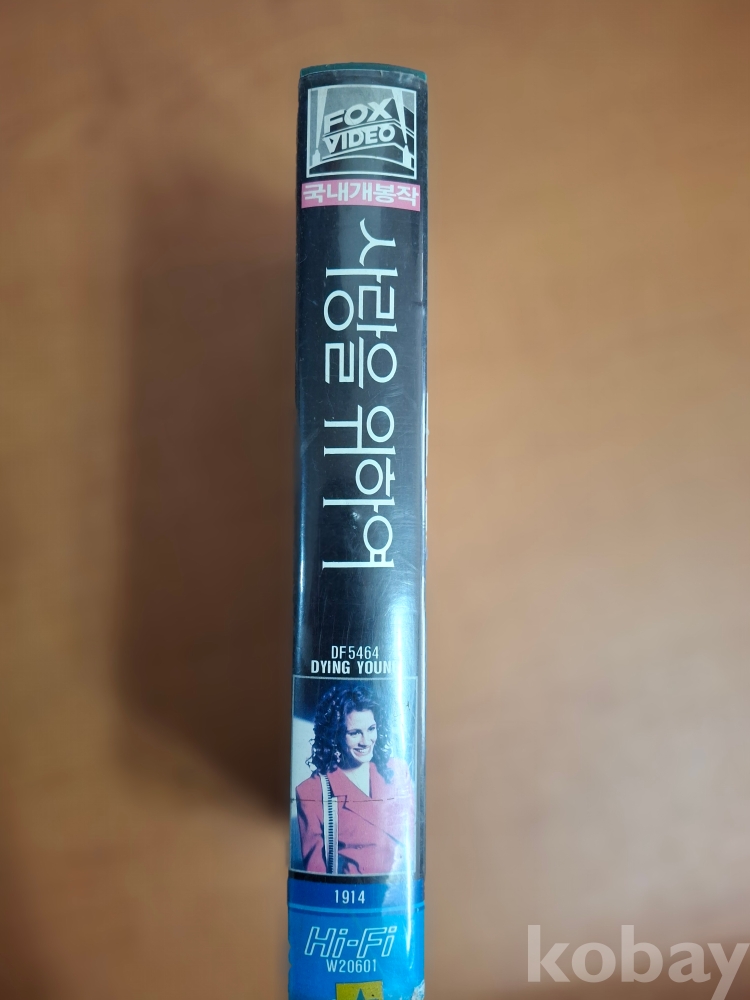 FOX
VIDEO
국내개봉작
사랑을 위하여
DF5464
DYING YOUNG
1914
Hi-Fi
W20601
kobay